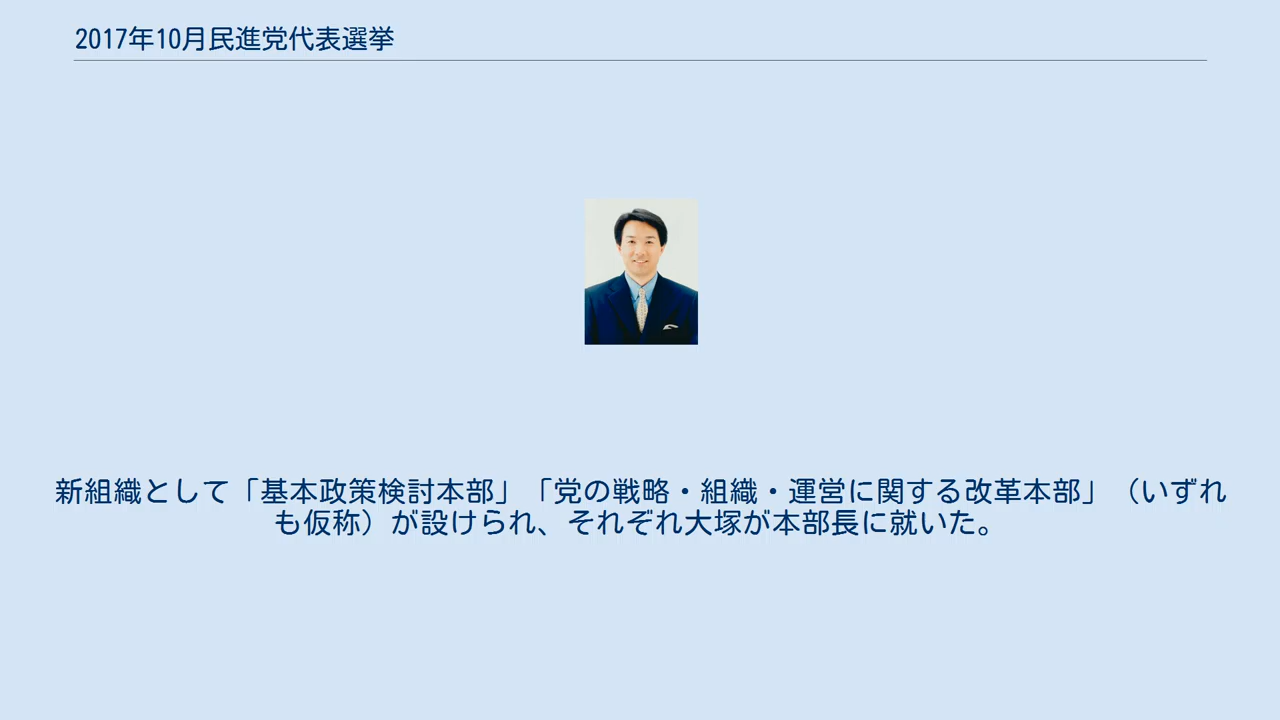 2017年10月民進党代表選挙
新組織として「基本政策検討本部」「党の戦略・組織・運営に関する改革本部」（いずれ
も仮称）が設けられ、それぞれ大塚が本部長に就いた。